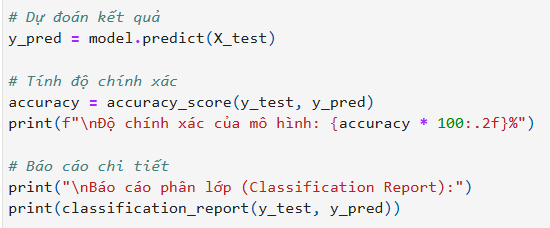 # Dự đoán kết quả
y_pred = model.predict(X_test)
# Tính độ chính xác
accuracy = accuracy_score(y_test, y_pred)
print(f"\nĐộ chính xác của mô hình: {accuracy * 100:.2f}%")
# Báo cáo chi tiết
print("\nBáo cáo phân lớp (Classification Report):")
print(classification_report(y_test, y_pred))